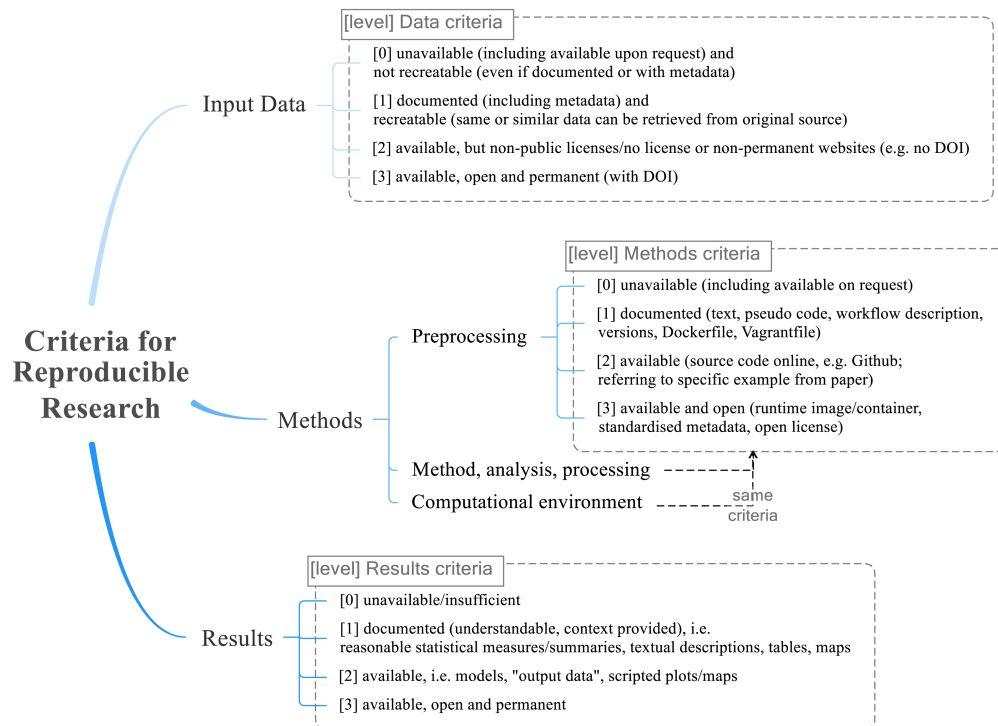 [level] Data criteria
[0] unavailable (including available upon request) and
not recreatable (even if documented or with metadata)
Input Data
[1] documented (including metadata) and
recreatable (same or similar data can be retrieved from original source)
[2] available, but non-public licenses/no license or non-permanent websites (e.g. no DOI)
[3] available, open and permanent (with DOI)
[level] Methods criteria
[0] unavailable (including available on request)
[1] documented (text, pseudo code, workflow description,
versions, Dockerfile, Vagrantfile)
Preprocessing
[2] available (source code online, e.g. Github;
referring to specific example from paper)
[3] available and open (runtime image/container,
standardised metadata, open license)
Criteria for
Reproducible
Research
Methods
Method, analysis, processing
Computational environment
same
criteria
[level] Results criteria
[0] unavailable/insufficient
[1] documented (understandable, context provided), i.e.
reasonable statistical measures/summaries, textual descriptions, tables, maps
Results
[2] available, i.e. models, "output data", scripted plots/maps
[3] available, open and permanent